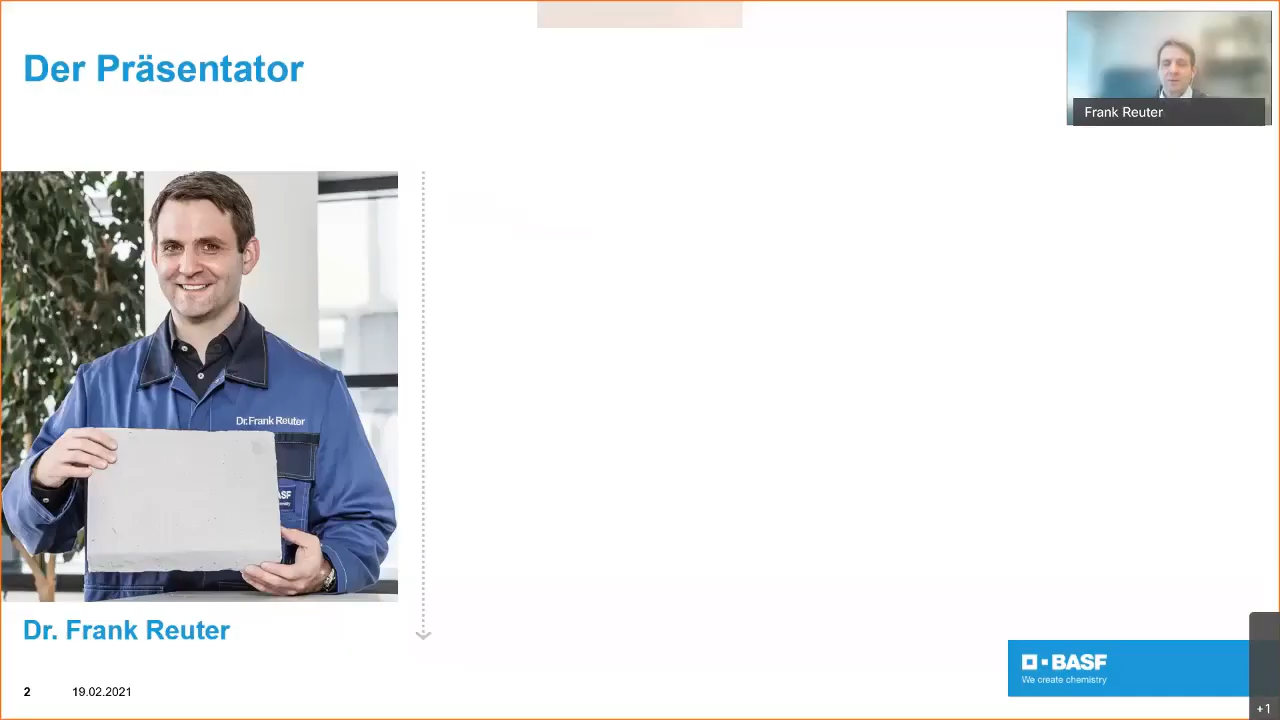 Der Präsentator
Frank Reuter
Dr.Frank Reuter
ASF
Dr. Frank Reuter
2 19.02.2021
BASF
We create chemistry
+1